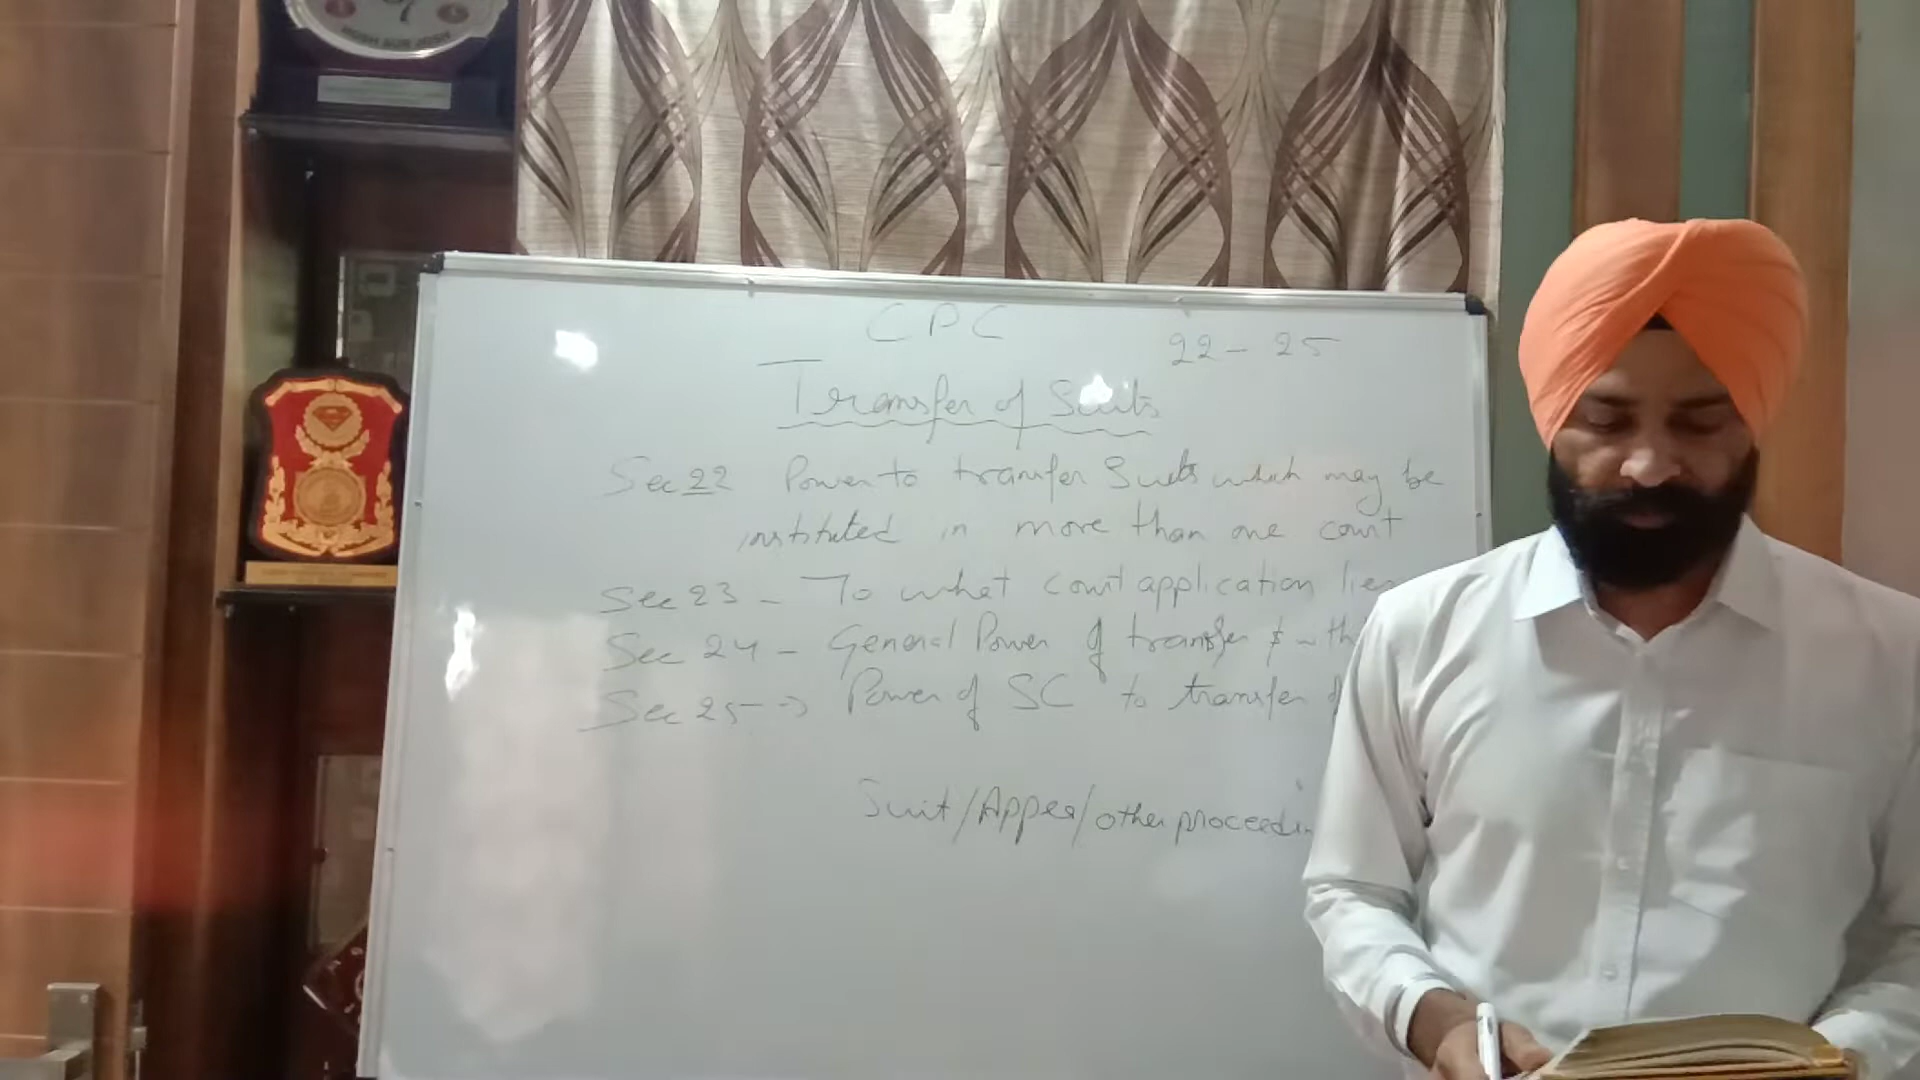 CPC
22-25
Transfer of Suits
Sec 22 Power to transfer Suits which may be
instituted in more than one court
Sec 23 - To what court application lies
Sec 24 - General Power of transfer & with
Sec 25 -> Power of SC to transfer
Suit/Appea/other proceedin